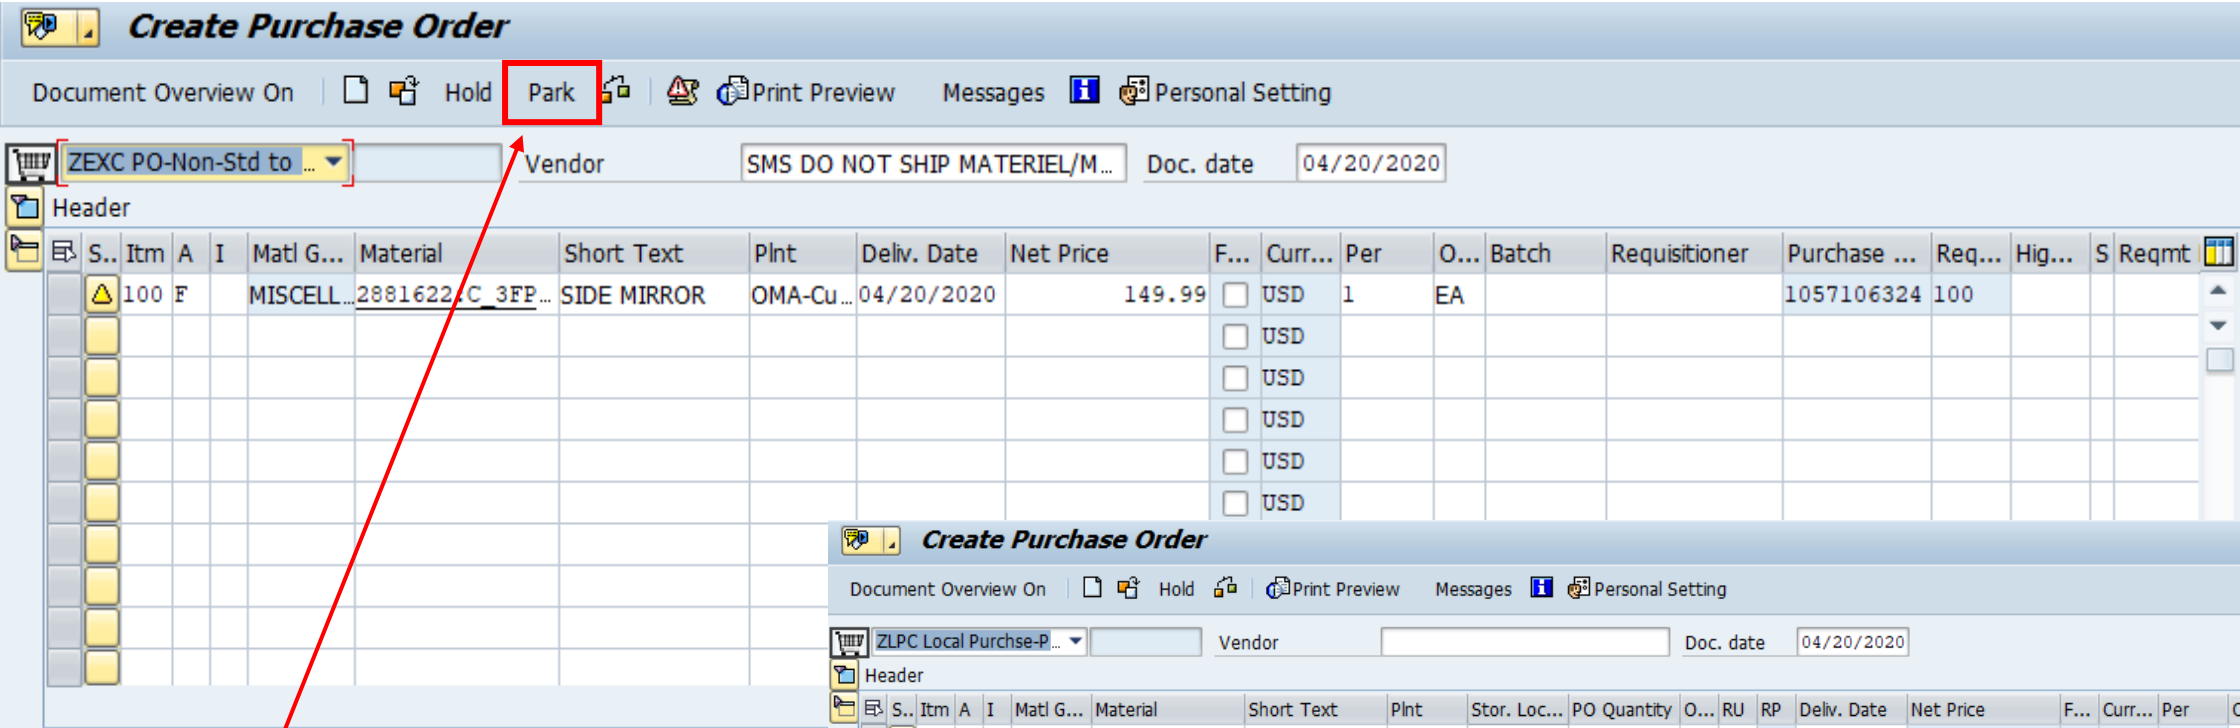 Create Purchase Order
Document Overview On Hold Park Print Preview Messages Personal Setting
ZEXC PO-Non-Std to ... Vendor SMS DO NOT SHIP MATERIEL/M... Doc. date 04/20/2020
Header
S.. Itm A I Matl G... Material Short Text Plnt Deliv. Date Net Price F... Curr... Per O... Batch Requisitioner Purchase ... Req... Hig... S Reqmt
100 F MISCELL... 2881622:C_3FP... SIDE MIRROR OMA-Cu... 04/20/2020 149.99 USD 1 EA 1057106324 100
USD
USD
USD
USD
USD
Create Purchase Order
Document Overview On Hold Print Preview Messages Personal Setting
ZLPC Local Purchse-P... Vendor Doc. date 04/20/2020
Header
S.. Itm A I Matl G... Material Short Text Plnt Stor. Loc... PO Quantity O... RU RP Deliv. Date Net Price F... Curr... Per